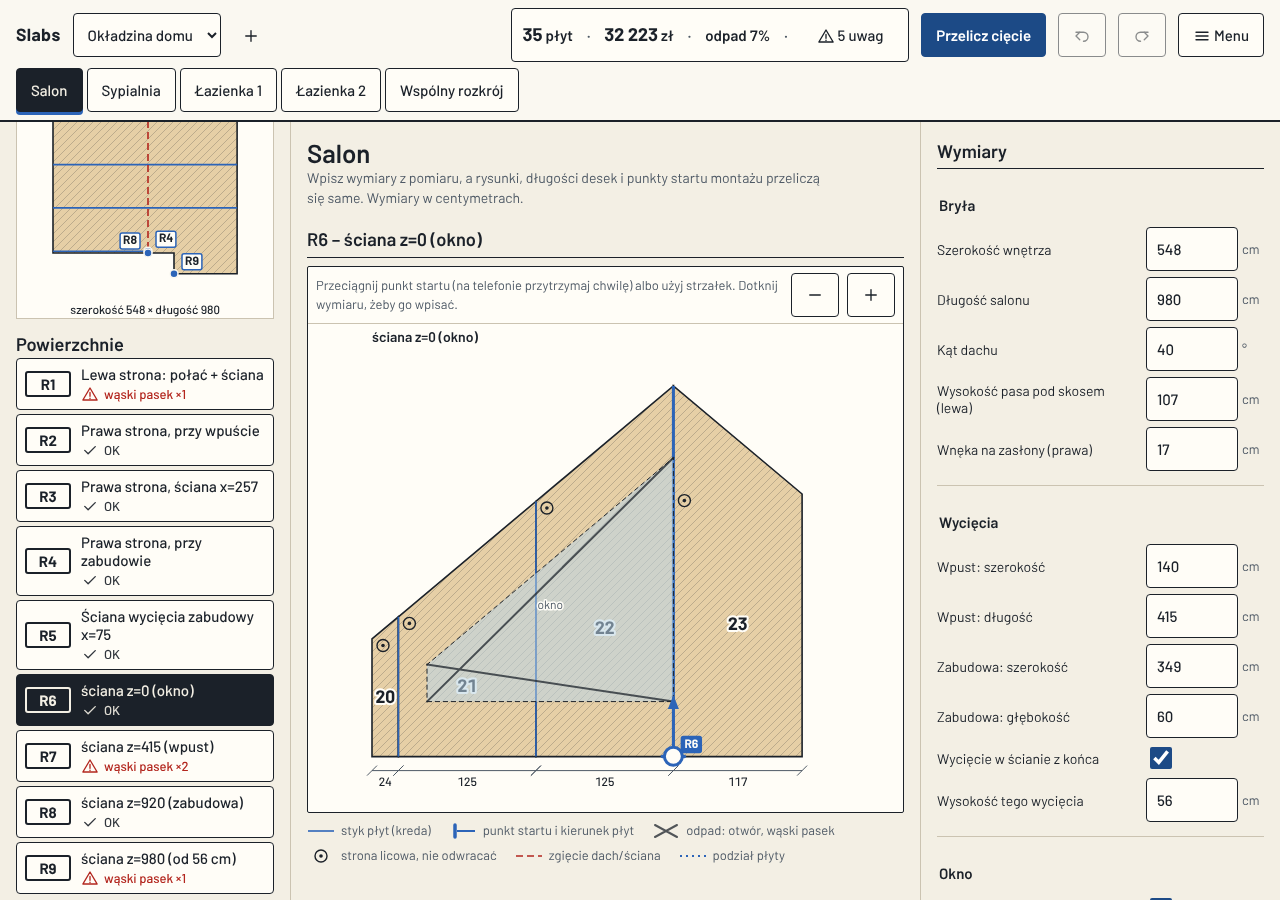 Slabs
Okładzina domu
35 płyt · 32 223 zł · odpad 7% · 5 uwag
Przelicz cięcie
Menu
Salon
Sypialnia
Łazienka 1
Łazienka 2
Wspólny rozkrój
R8
R4
R9
szerokość 548 × długość 980
Powierzchnie
R1
Lewa strona: połać + ściana
wąski pasek ×1
R2
Prawa strona, przy wpuście
OK
R3
Prawa strona, ściana x=257
OK
R4
Prawa strona, przy
zabudowie
OK
R5
Ściana wycięcia zabudowy
x=75
OK
R6
ściana z=0 (okno)
OK
R7
ściana z=415 (wpust)
wąski pasek ×2
R8
ściana z=920 (zabudowa)
OK
R9
ściana z=980 (od 56 cm)
wąski pasek ×1
Salon
Wpisz wymiary z pomiaru, a rysunki, długości desek i punkty startu montażu przeliczą
się same. Wymiary w centymetrach.
R6 – ściana z=0 (okno)
Przeciągnij punkt startu (na telefonie przytrzymaj chwilę) albo użyj strzałek. Dotknij
wymiaru, żeby go wpisać.
ściana z=0 (okno)
okno
22
23
21
20
R6
24
125
125
117
styk płyt (kreda)
punkt startu i kierunek płyt
odpad: otwór, wąski pasek
strona licowa, nie odwracać
zgięcie dach/ściana
podział płyty
Wymiary
Bryła
Szerokość wnętrza
548
cm
Długość salonu
980
cm
Kąt dachu
40
°
Wysokość pasa pod skosem
(lewa)
107
cm
Wnęka na zasłony (prawa)
17
cm
Wycięcia
Wpust: szerokość
140
cm
Wpust: długość
415
cm
Zabudowa: szerokość
349
cm
Zabudowa: głębokość
60
cm
Wycięcie w ścianie z końca
Wysokość tego wycięcia
56
cm
Okno